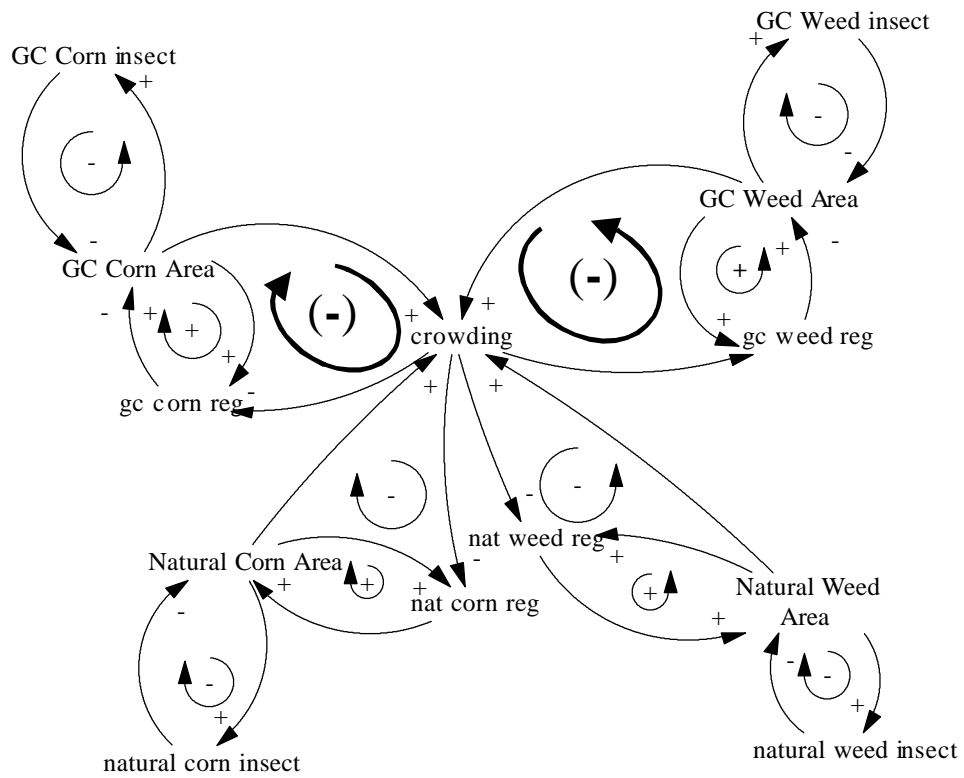 GC Weed insect
GC Corn insect
+
+
-
-
-
GC Weed Area
-
GC Corn Area
-
(-)
+
+
(-)
-
+
+
+
+
+
-
+
crowding
gc weed reg
+
+
+
-
gc corn reg
-
-
-
nat weed reg
-
+
Natural Corn Area
+
+
+
+
Natural Weed
Area
nat corn reg
-
+
-
-
-
+
+
natural weed insect
natural corn insect